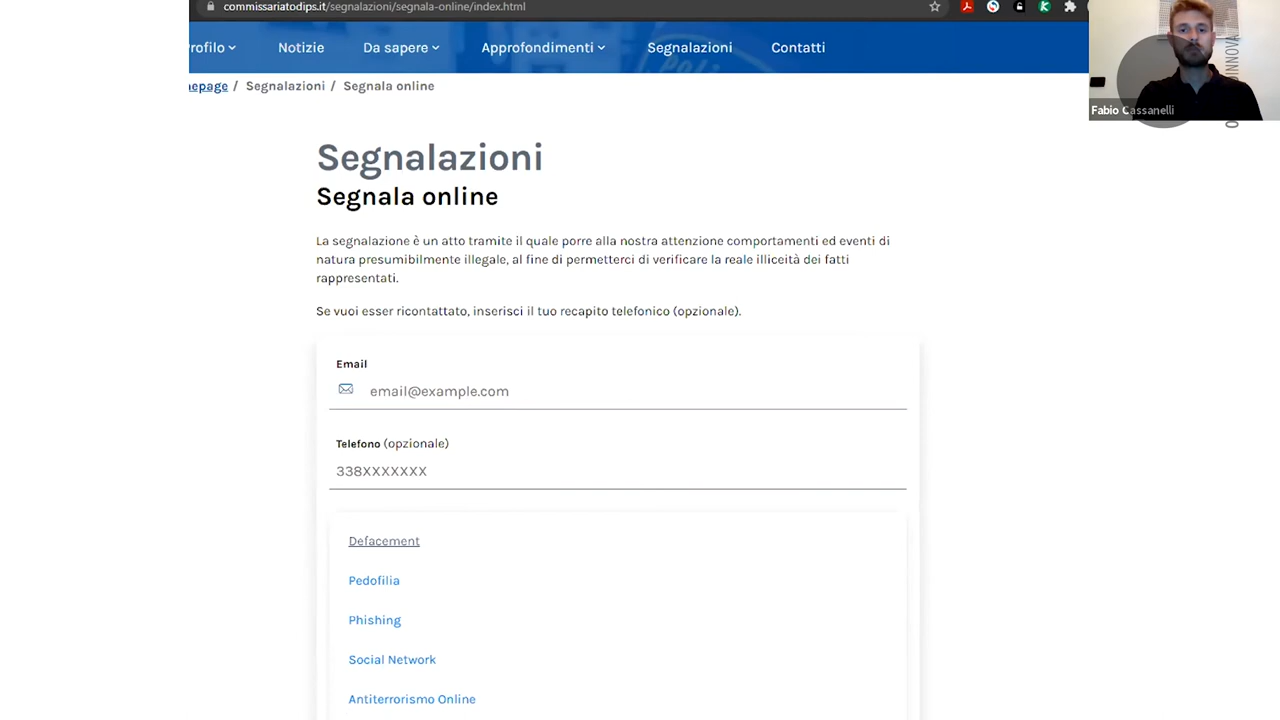 commissariatodips.it/segnalazioni/segnala-online/index.html
rofilo Notizie Da sapere Approfondimenti Segnalazioni Contatti
epage / Segnalazioni / Segnala online
Fabio Cassanelli
Segnalazioni
Segnala online
La segnalazione è un atto tramite il quale porre alla nostra attenzione comportamenti ed eventi di
natura presumibilmente illegale, al fine di permetterci di verificare la reale illiceità dei fatti
rappresentati.
Se vuoi esser ricontattato, inserisci il tuo recapito telefonico (opzionale).
Email
email@example.com
Telefono (opzionale)
338XXXXXXX
Defacement
Pedofilia
Phishing
Social Network
Antiterrorismo Online